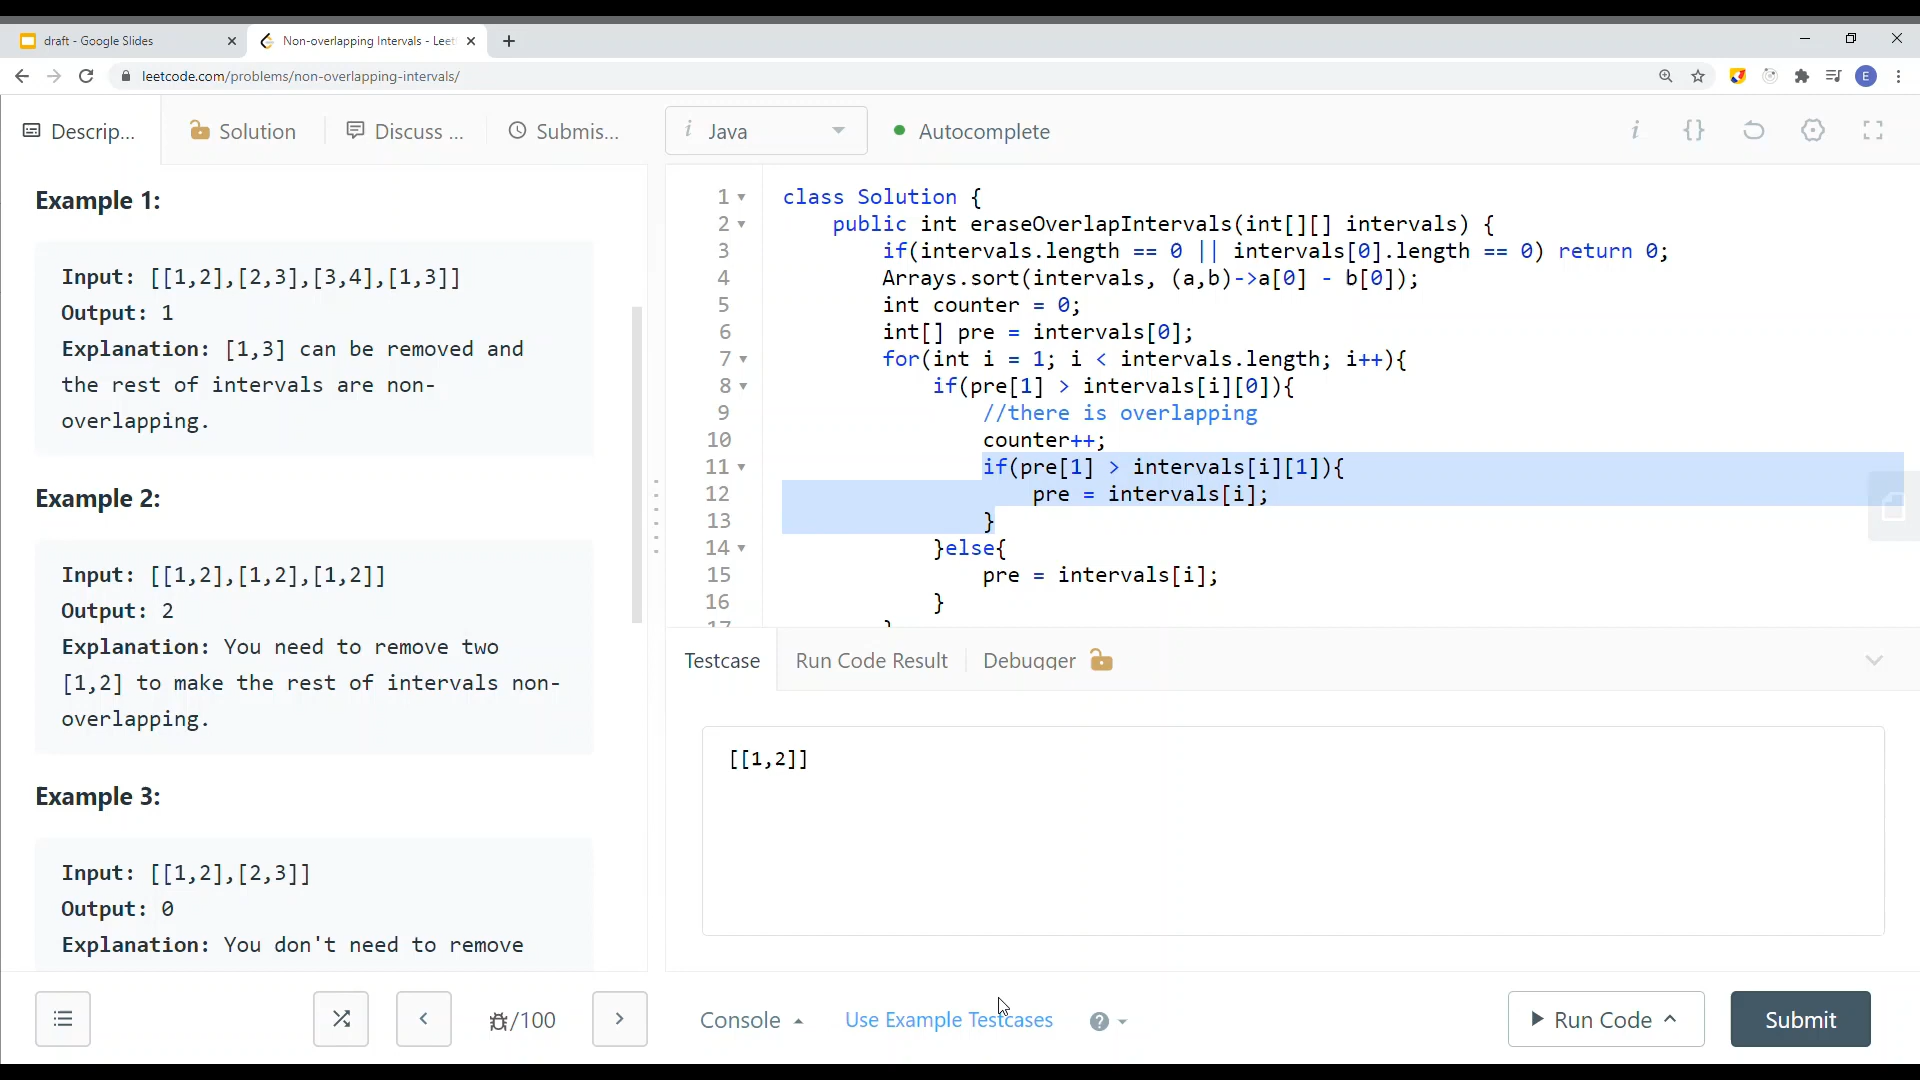 draft - Google Slides
Non-overlapping Intervals - Leet
leetcode.com/problems/non-overlapping-intervals/
E
Descrip...
Solution
Discuss ...
Submis...
i Java
Autocomplete
i {}
Example 1:
Input: [[1,2],[2,3],[3,4],[1,3]]
Output: 1
Explanation: [1,3] can be removed and
the rest of intervals are non-
overlapping.
Example 2:
Input: [[1,2],[1,2],[1,2]]
Output: 2
Explanation: You need to remove two
[1,2] to make the rest of intervals non-
overlapping.
Example 3:
Input: [[1,2],[2,3]]
Output: 0
Explanation: You don't need to remove
1 class Solution {
2 public int eraseOverlapIntervals(int[][] intervals) {
3 if(intervals.length == 0 || intervals[0].length == 0) return 0;
4 Arrays.sort(intervals, (a,b)->a[0] - b[0]);
5 int counter = 0;
6 int[] pre = intervals[0];
7 for(int i = 1; i < intervals.length; i++){
8 if(pre[1] > intervals[i][0]){
9 //there is overlapping
10 counter++;
11 if(pre[1] > intervals[i][1]){
12 pre = intervals[i];
13 }
14 }else{
15 pre = intervals[i];
16 }
17 }
Testcase
Run Code Result
Debugger
[[1,2]]
/100
Console
Use Example Testcases
?
Run Code
Submit